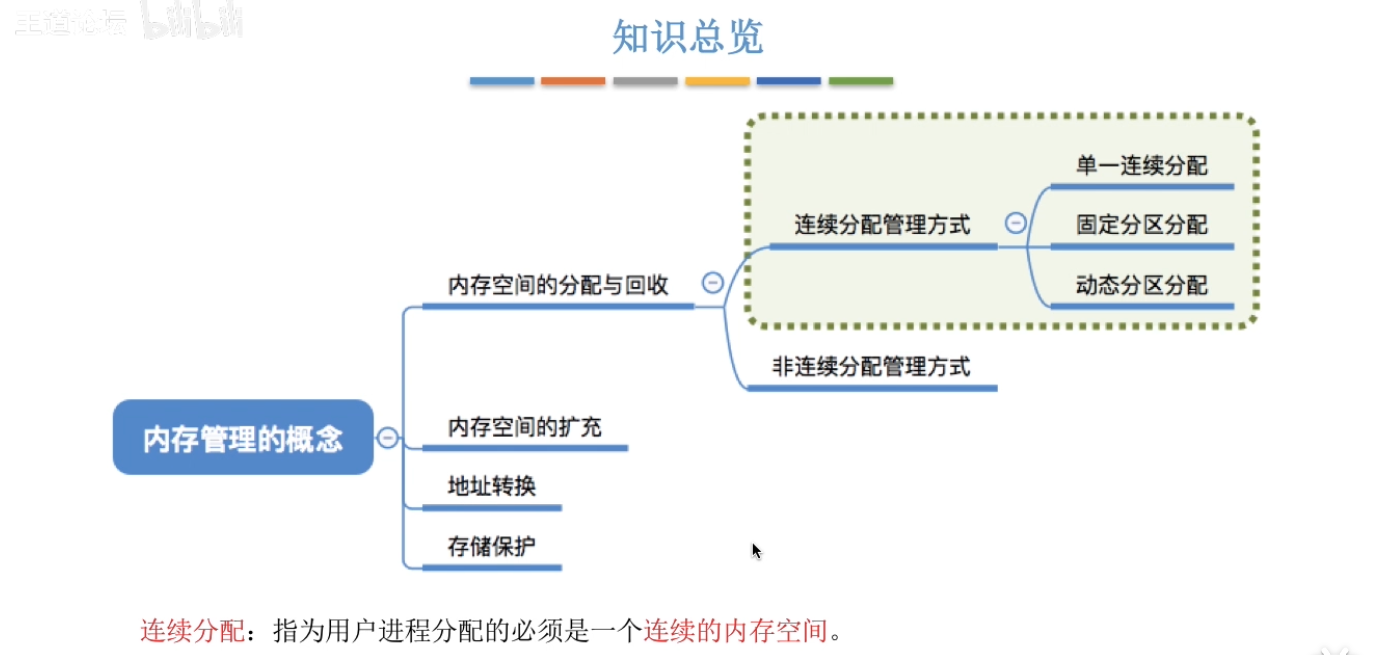 王道论坛 bilibili
知识总览
单一连续分配
连续分配管理方式
固定分区分配
内存空间的分配与回收
动态分区分配
非连续分配管理方式
内存空间的扩充
内存管理的概念
地址转换
存储保护
连续分配：指为用户进程分配的必须是一个连续的内存空间。